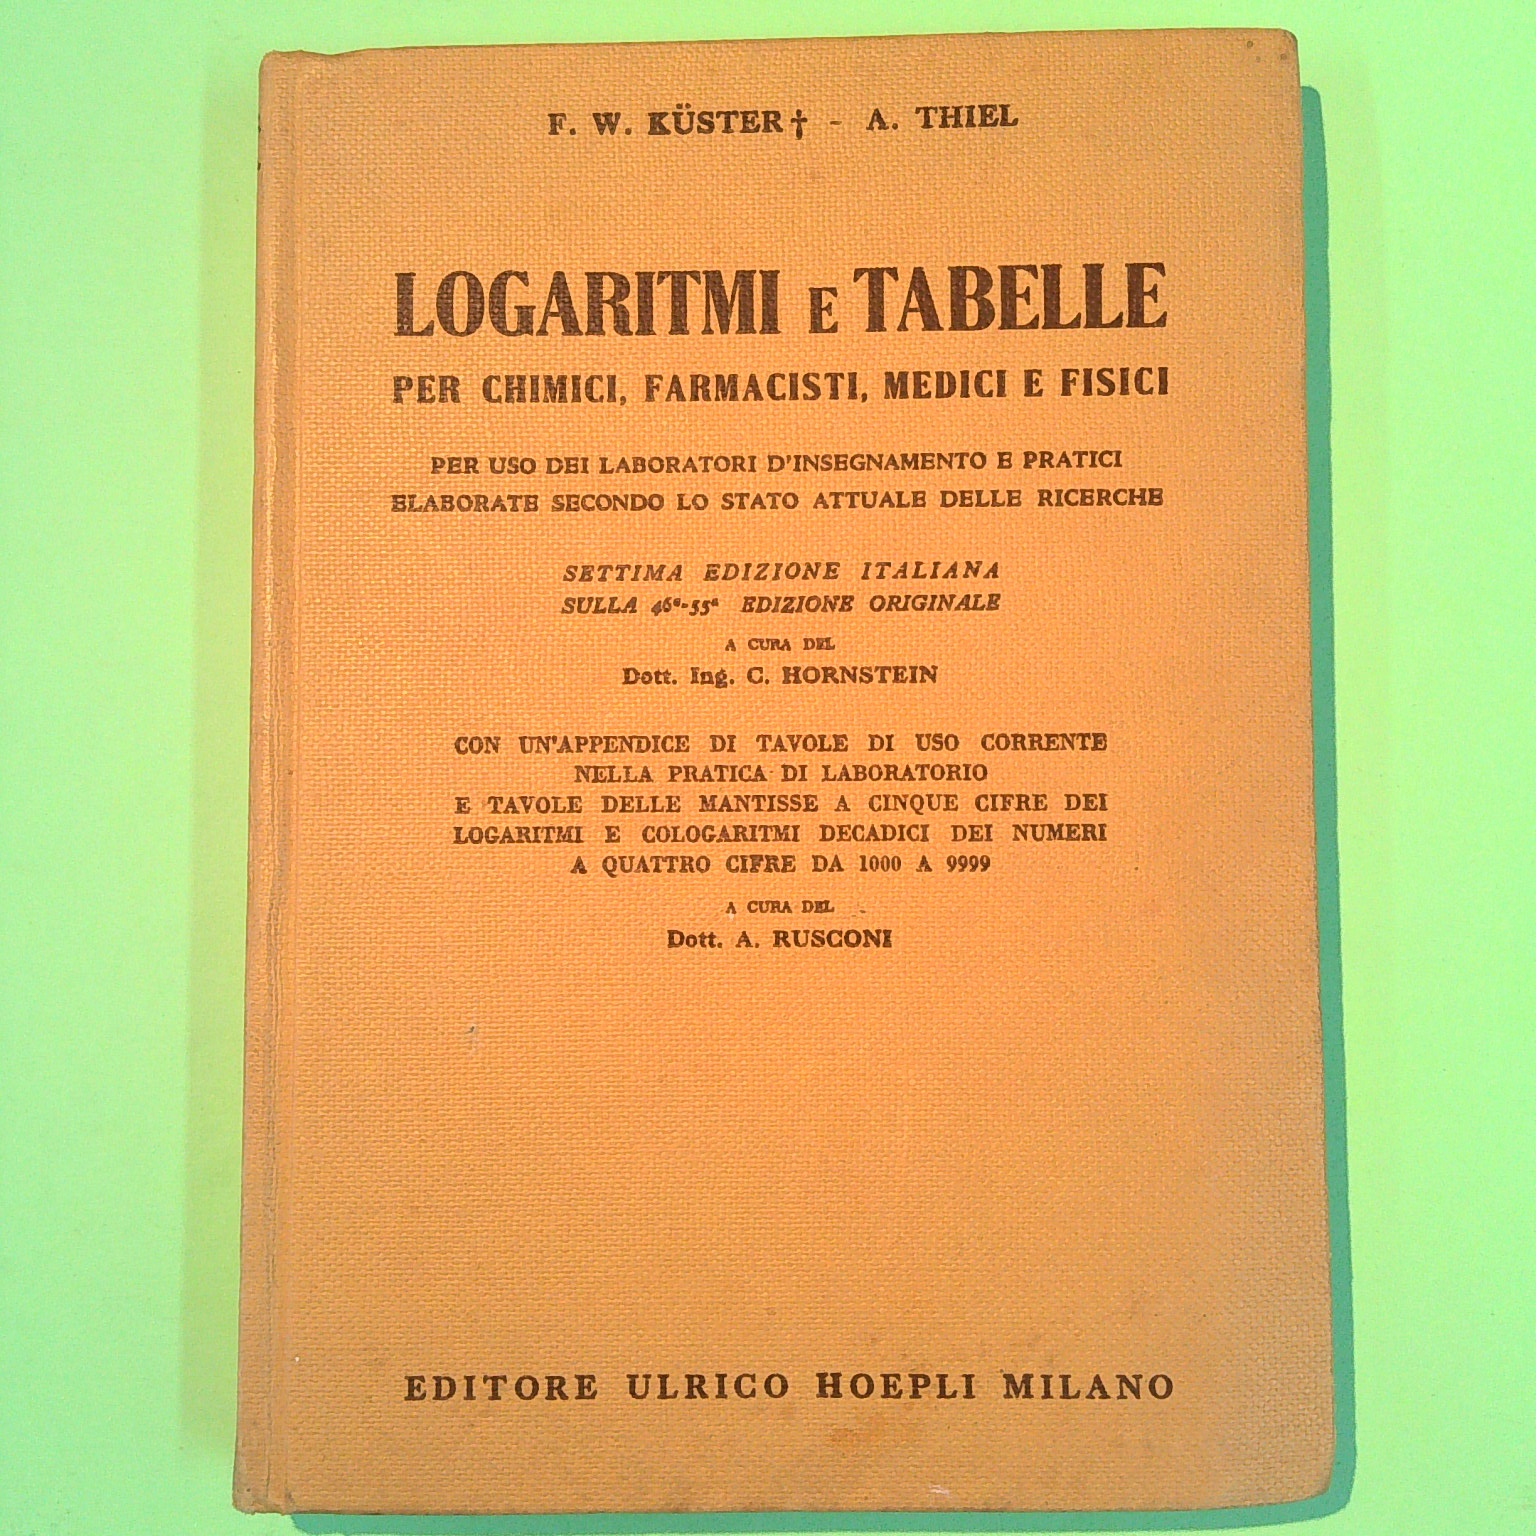 F. W. KÜSTER† - A. THIEL
LOGARITMI E TABELLE
PER CHIMICI, FARMACISTI, MEDICI E FISICI
PER USO DEI LABORATORI D'INSEGNAMENTO E PRATICI
ELABORATE SECONDO LO STATO ATTUALE DELLE RICERCHE
SETTIMA EDIZIONE ITALIANA
SULLA 46ª-55ª EDIZIONE ORIGINALE
A CURA DEL
Dott. Ing. C. HORNSTEIN
CON UN'APPENDICE DI TAVOLE DI USO CORRENTE
NELLA PRATICA DI LABORATORIO
E TAVOLE DELLE MANTISSE A CINQUE CIFRE DEI
LOGARITMI E COLOGARITMI DECADICI DEI NUMERI
A QUATTRO CIFRE DA 1000 A 9999
A CURA DEL
Dott. A. RUSCONI
EDITORE ULRICO HOEPLI MILANO